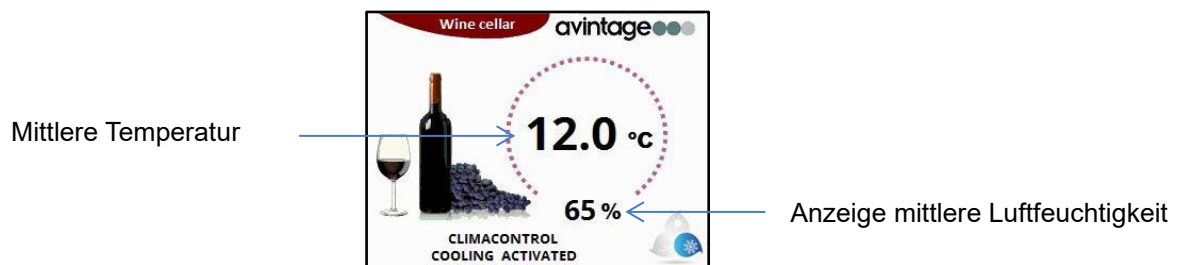 Wine cellar
avintage
Mittlere Temperatur
12.0 °C
65 %
Anzeige mittlere Luftfeuchtigkeit
CLIMACONTROL
COOLING ACTIVATED